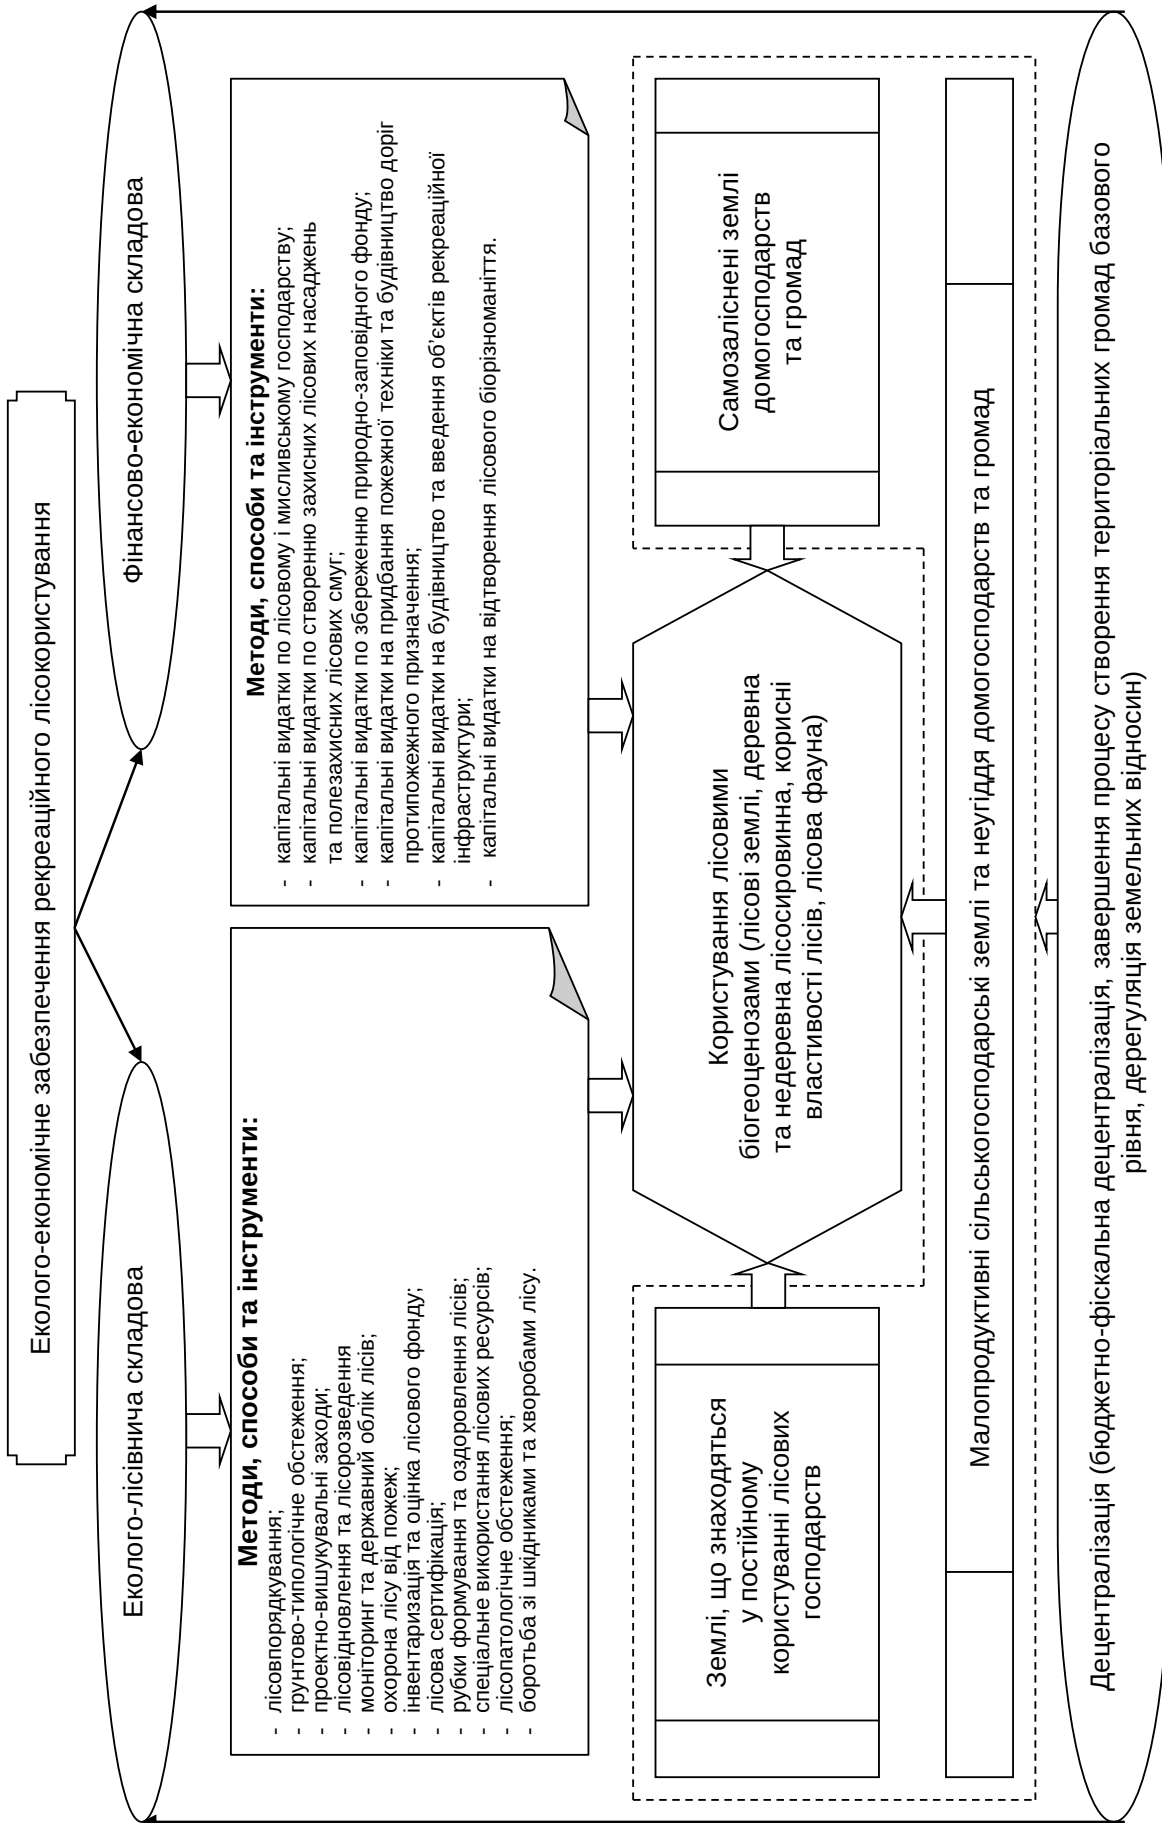 Еколого-економічне забезпечення рекреаційного лісокористування
Еколого-лісівнича складова
Фінансово-економічна складова
Методи, способи та інструменти:
- лісовпорядкування;
- грунтово-типологічне обстеження;
- проектно-вишукувальні заходи;
- лісовідновлення та лісорозведення
- моніторинг та державний облік лісів;
- охорона лісу від пожеж;
- інвентаризація та оцінка лісового фонду;
- лісова сертифікація;
- рубки формування та оздоровлення лісів;
- спеціальне використання лісових ресурсів;
- лісопатологічне обстеження;
- боротьба зі шкідниками та хворобами лісу.
Методи, способи та інструменти:
- капітальні видатки по лісовому і мисливському господарству;
- капітальні видатки по створенню захисних лісових насаджень
та полезахисних лісових смуг;
- капітальні видатки по збереженю природно-заповідного фонду;
- капітальні видатки на придбання пожежної техніки та будівництво доріг
протипожежного призначення;
- капітальні видатки на будівництво та введення об’єктів рекреаційної
інфраструктури;
- капітальні видатки на відтворення лісового біорізноманіття.
Землі, що знаходяться
у постійному
користуванні лісових
господарств
Користування лісовими
біогеоценозами (лісові землі, деревна
та недеревна лісосировинна, корисні
властивості лісів, лісова фауна)
Самозаліснені землі
домогосподарств
та громад
Малопродуктивні сільськогосподарські землі та неугіддя домогосподарств та громад
Децентралізація (бюджетно-фіскальна децентралізація, завершення процесу створення територіальних громад базового
рівня, дерегуляція земельних відносин)